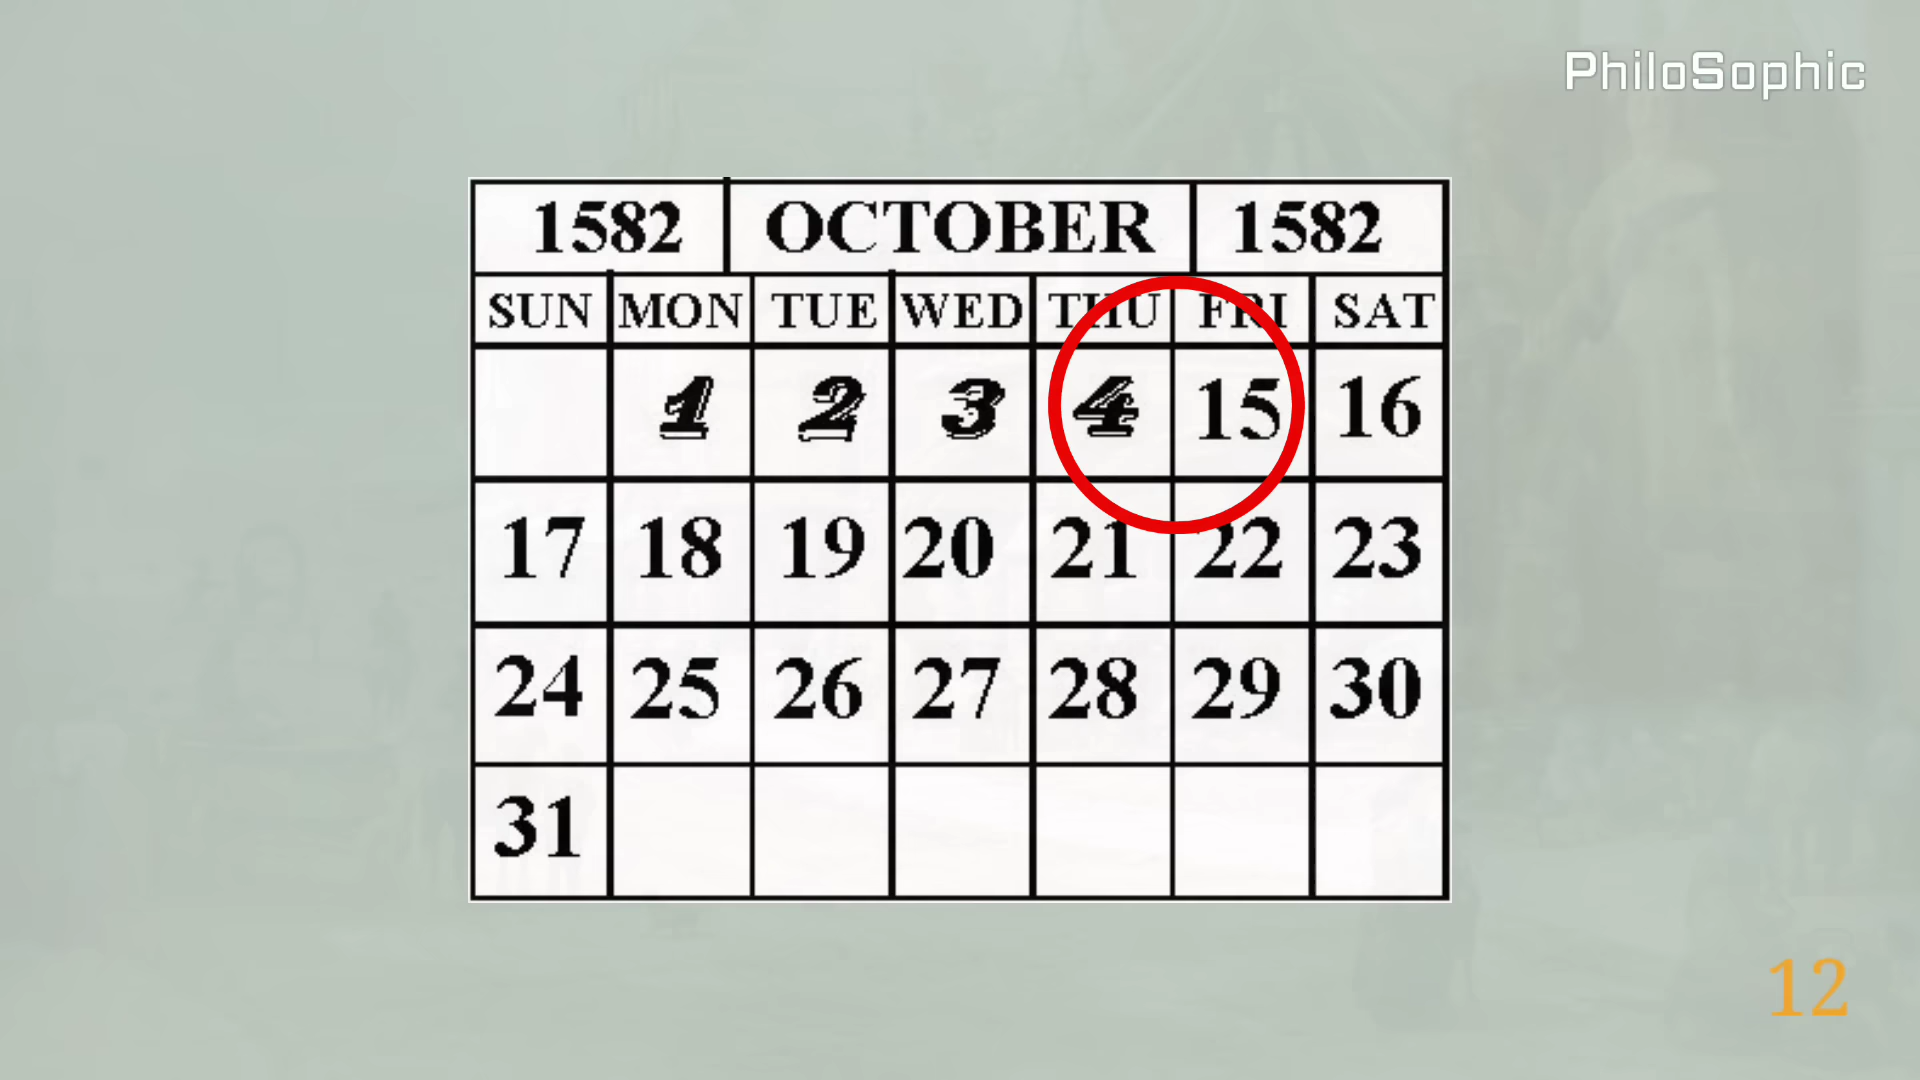 PhiloSophic
1582 OCTOBER 1582
SUN MON TUE WED THU FRI SAT
1 2 3 4 15 16
17 18 19 20 21 22 23
24 25 26 27 28 29 30
31
12